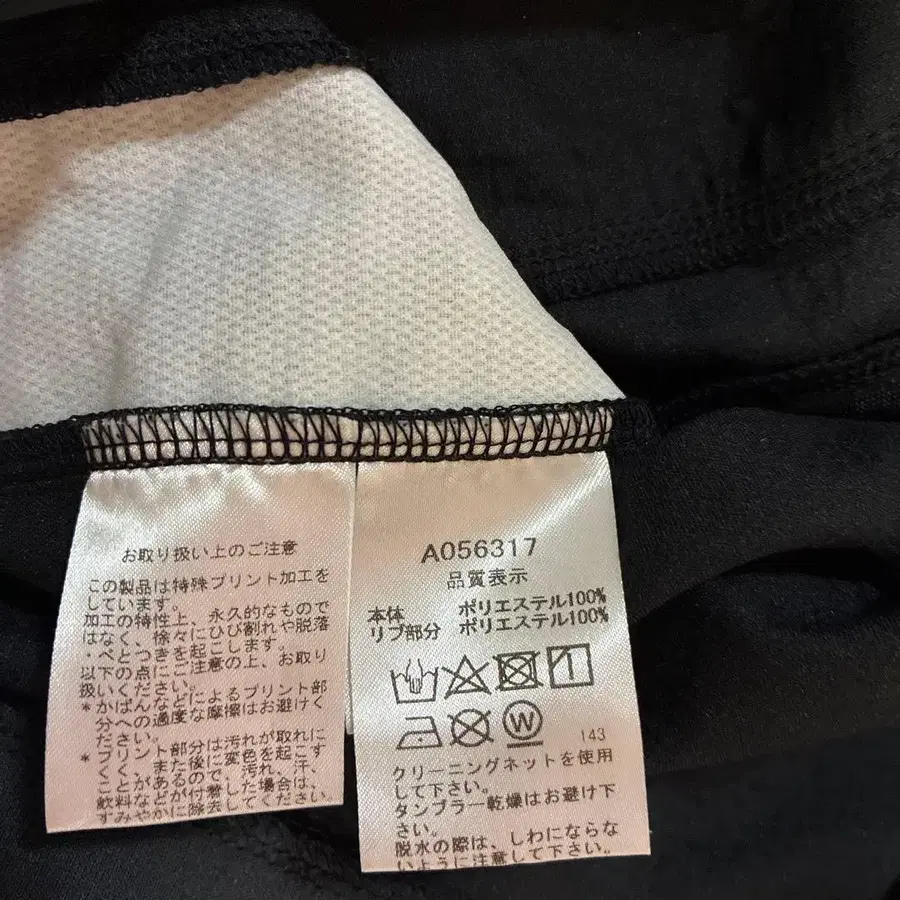 お取り扱い上のご注意
この製品は特殊プリント加工を
しています。
加工の特性上、永久的なもので
はなく、徐々にひび割れや脱落
、べとつきを起こします。
以下の点にご注意の上、お取り
扱いください。
*かばんなどによるプリント部
分への過度な摩擦はお避けく
ださい。
*プリント部分は汚れが取れに
くく、また後に変色を起こす
ことがあるので、汚れ、汗、
飲料などが付着した場合は、
すみやかに除去してください。
A056317
品質表示
本体 ポリエステル100%
リブ部分 ポリエステル100%
W
143
クリーニングネットを使用
して下さい。
タンブラー乾燥はお避け下
さい。
脱水の際は、しわにならな
いように注意して下さい。